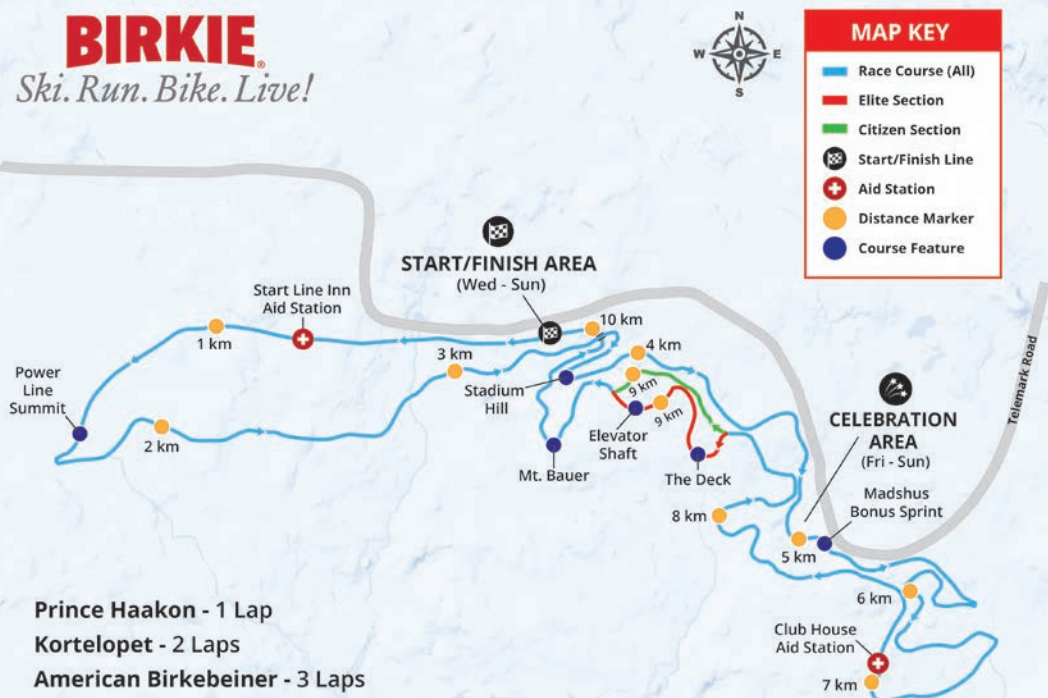 BIRKIE®
Ski. Run. Bike. Live!
N
W
E
S
MAP KEY
Race Course (All)
Elite Section
Citizen Section
Start/Finish Line
Aid Station
Distance Marker
Course Feature
START/FINISH AREA
(Wed - Sun)
Start Line Inn
Aid Station
1 km
10 km
3 km
4 km
Power
Line
Summit
2 km
Stadium
Hill
9 km
9 km
Elevator
Shaft
Mt. Bauer
The Deck
CELEBRATION
AREA
(Fri - Sun)
Telemark Road
Madshus
Bonus Sprint
8 km
5 km
6 km
Club House
Aid Station
7 km
Prince Haakon - 1 Lap
Kortelopet - 2 Laps
American Birkebeiner - 3 Laps